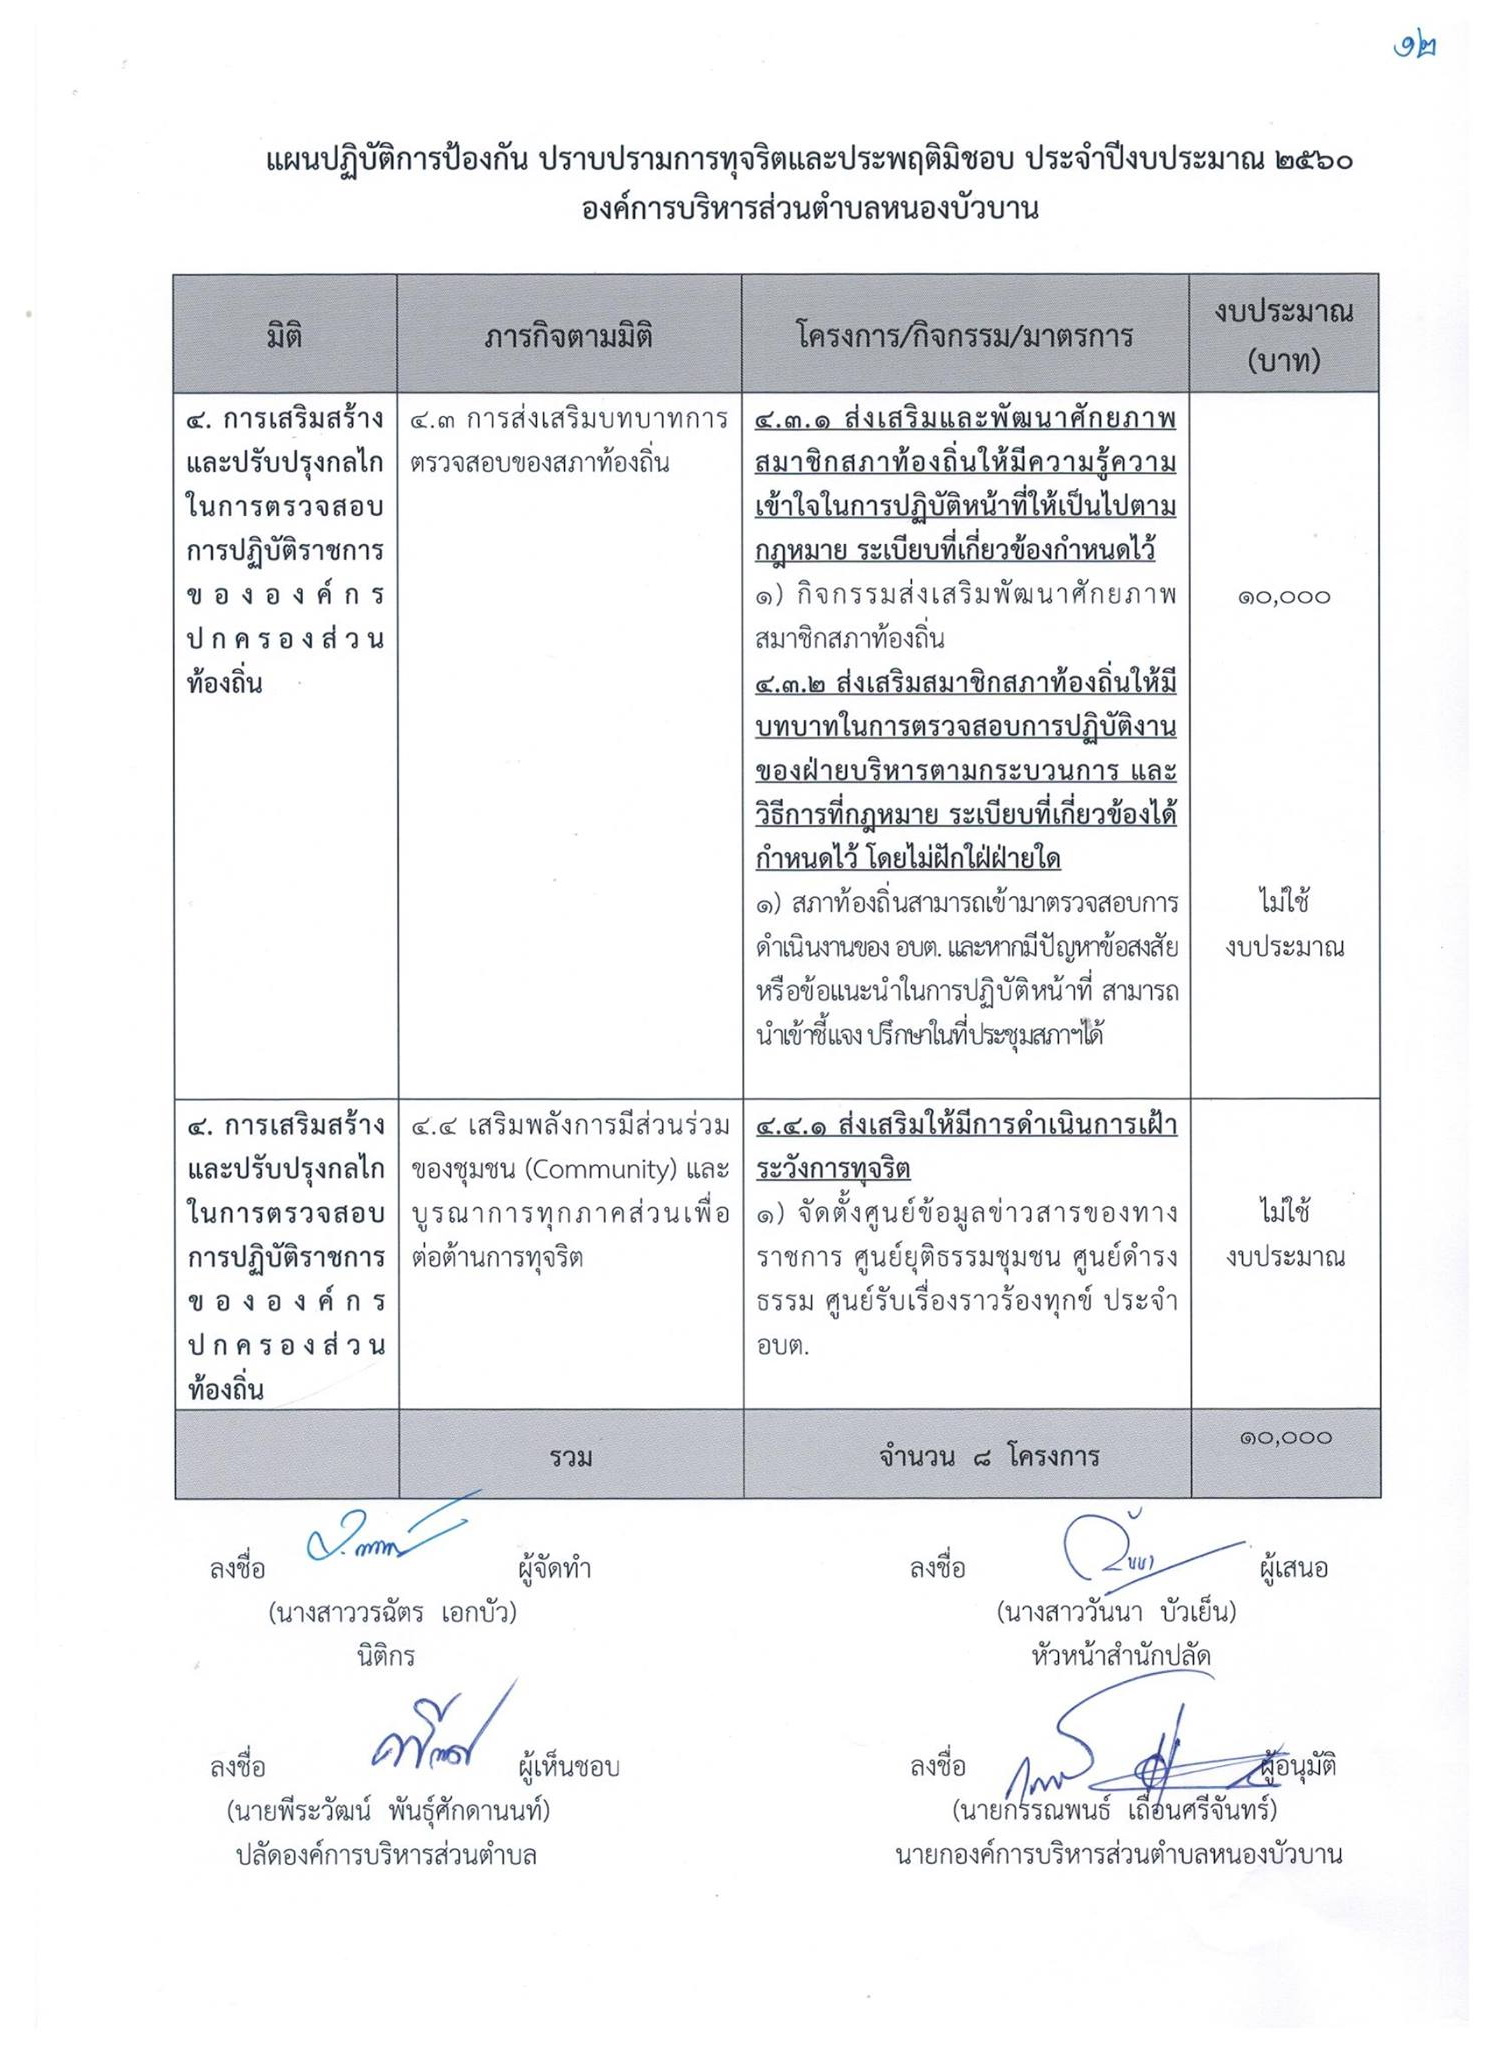 ๑๒
แผนปฏิบัติการป้องกัน ปราบปรามการทุจริตและประพฤติมิชอบ ประจำปีงบประมาณ ๒๕๖๐
องค์การบริหารส่วนตำบลหนองบัวบาน
มิติ
ภารกิจตามมิติ
โครงการ/กิจกรรม/มาตรการ
งบประมาณ
(บาท)
๔. การเสริมสร้าง
และปรับปรุงกลไก
ในการตรวจสอบ
การปฏิบัติราชการ
ขององค์กร
ปกครองส่วน
ท้องถิ่น
๔.๓ การส่งเสริมบทบาทการ
ตรวจสอบของสภาท้องถิ่น
๔.๓.๑ ส่งเสริมและพัฒนาศักยภาพ
สมาชิกสภาท้องถิ่นให้มีความรู้ความ
เข้าใจในการปฏิบัติหน้าที่ให้เป็นไปตาม
กฎหมาย ระเบียบที่เกี่ยวข้องกำหนดไว้
๑) กิจกรรมส่งเสริมพัฒนาศักยภาพ
สมาชิกสภาท้องถิ่น
๑๐,๐๐๐
๔.๓.๒ ส่งเสริมสมาชิกสภาท้องถิ่นให้มี
บทบาทในการตรวจสอบการปฏิบัติงาน
ของฝ่ายบริหารตามกระบวนการ และ
วิธีการที่กฎหมาย ระเบียบที่เกี่ยวข้องได้
กำหนดไว้ โดยไม่ฝักใฝ่ฝ่ายใด
๑) สภาท้องถิ่นสามารถเข้ามาตรวจสอบการ
ดำเนินงานของ อบต. และหากมีปัญหาข้อสงสัย
หรือข้อแนะนำในการปฏิบัติหน้าที่ สามารถ
นำเข้าชี้แจง ปรึกษาในที่ประชุมสภาฯได้
ไม่ใช้
งบประมาณ
๔. การเสริมสร้าง
และปรับปรุงกลไก
ในการตรวจสอบ
การปฏิบัติราชการ
ขององค์กร
ปกครองส่วน
ท้องถิ่น
๔.๔ เสริมพลังการมีส่วนร่วม
ของชุมชน (Community) และ
บูรณาการทุกภาคส่วนเพื่อ
ต่อต้านการทุจริต
๔.๔.๑ ส่งเสริมให้มีการดำเนินการเฝ้า
ระวังการทุจริต
๑) จัดตั้งศูนย์ข้อมูลข่าวสารของทาง
ราชการ ศูนย์ยุติธรรมชุมชน ศูนย์ดำรง
ธรรม ศูนย์รับเรื่องราวร้องทุกข์ ประจำ
อบต.
ไม่ใช้
งบประมาณ
รวม
จำนวน ๘ โครงการ
๑๐,๐๐๐
ลงชื่อ ผู้จัดทำ
(นางสาววรฉัตร เอกบัว)
นิติกร
ลงชื่อ ผู้เสนอ
(นางสาววันนา บัวเย็น)
หัวหน้าสำนักปลัด
ลงชื่อ ผู้เห็นชอบ
(นายพีระวัฒน์ พันธุ์ศักดานนท์)
ปลัดองค์การบริหารส่วนตำบล
ลงชื่อ ผู้อนุมัติ
(นายกรรณพนธ์ เถื่อนศรีจันทร์)
นายกองค์การบริหารส่วนตำบลหนองบัวบาน